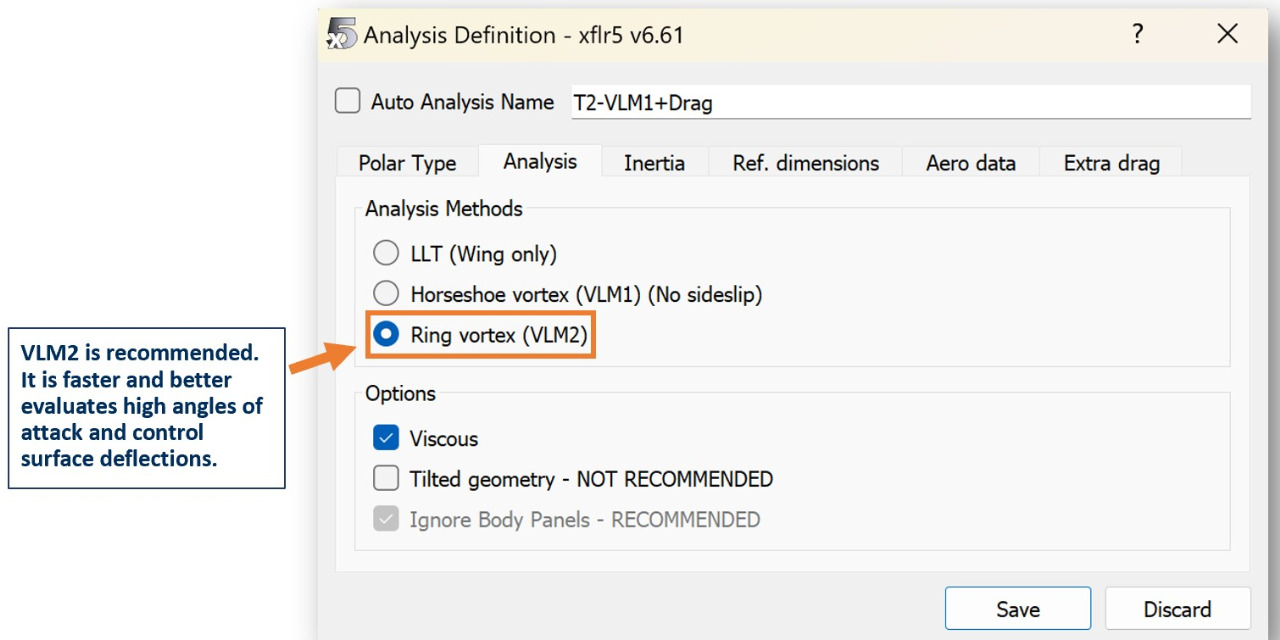 Analysis Definition - xflr5 v6.61
?
Auto Analysis Name
T2-VLM1+Drag
Polar Type
Analysis
Inertia
Ref. dimensions
Aero data
Extra drag
Analysis Methods
LLT (Wing only)
Horseshoe vortex (VLM1) (No sideslip)
Ring vortex (VLM2)
VLM2 is recommended.
It is faster and better
evaluates high angles of
attack and control
surface deflections.
Options
Viscous
Tilted geometry - NOT RECOMMENDED
Ignore Body Panels - RECOMMENDED
Save
Discard